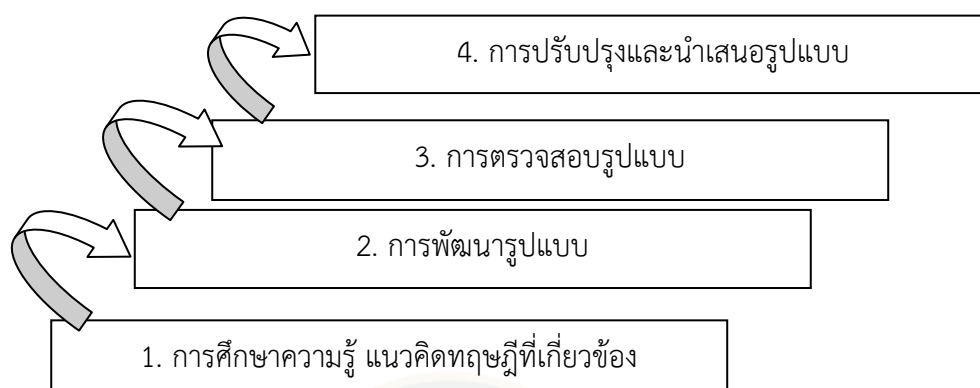 4. การปรับปรุงและนำเสนอรูปแบบ
3. การตรวจสอบรูปแบบ
2. การพัฒนารูปแบบ
1. การศึกษาความรู้ แนวคิดทฤษฎีที่เกี่ยวข้อง